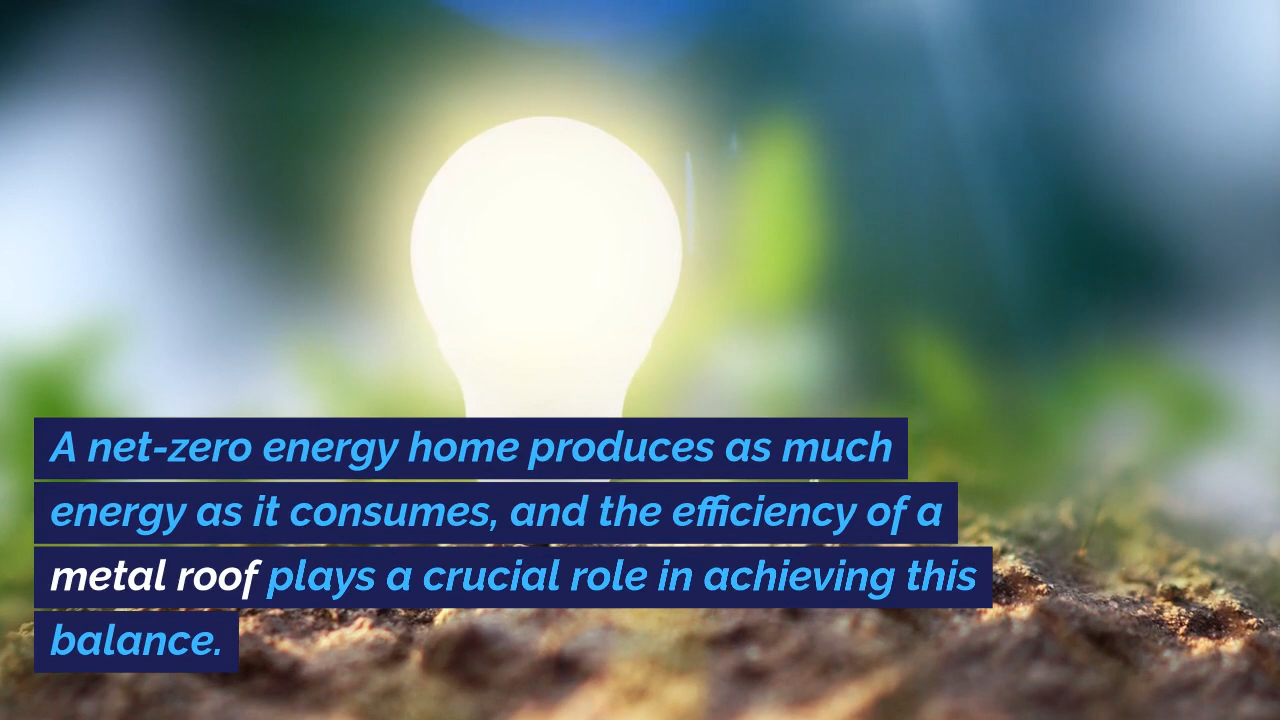 A net-zero energy home produces as much
energy as it consumes, and the efficiency of a
metal roof plays a crucial role in achieving this
balance.